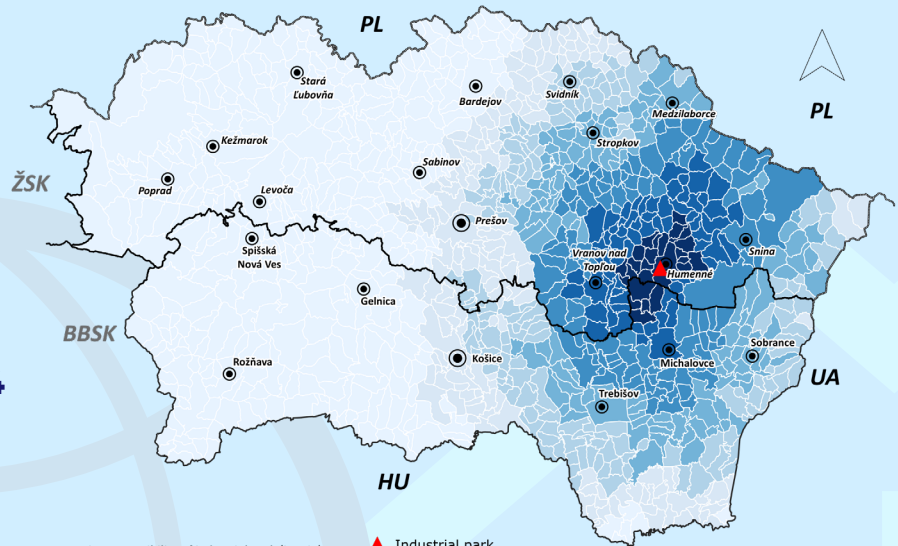 PL
Stará
Ľubovňa
Bardejov
Svidník
Medzilaborce
PL
Stropkov
Kežmarok
Sabinov
ŽSK
Poprad
Levoča
Prešov
Spišská
Nová Ves
Vranov nad
Topľou
Snina
Humenné
Gelnica
BBSK
Košice
Michalovce
Sobrance
Rožňava
UA
Trebišov
HU
Industrial park